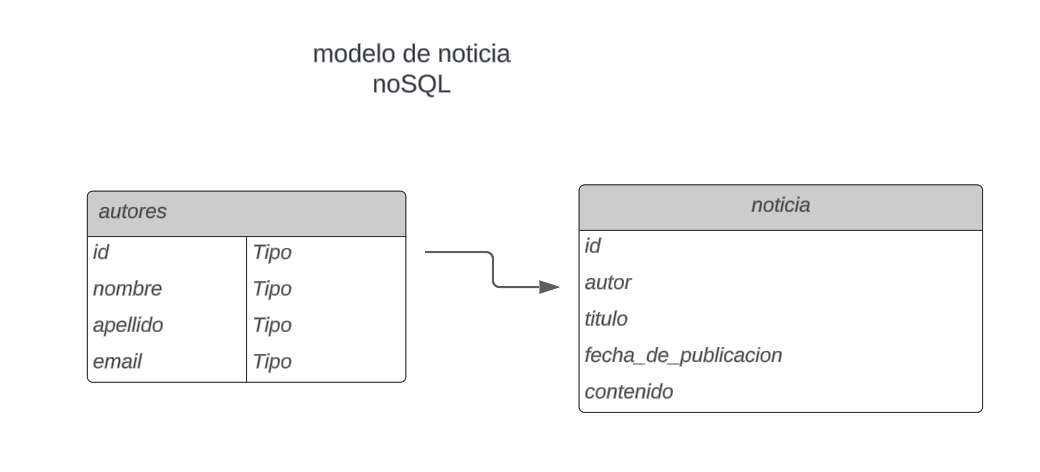 modelo de noticia
noSQL
autores
id Tipo
nombre Tipo
apellido Tipo
email Tipo
noticia
id
autor
titulo
fecha_de_publicacion
contenido